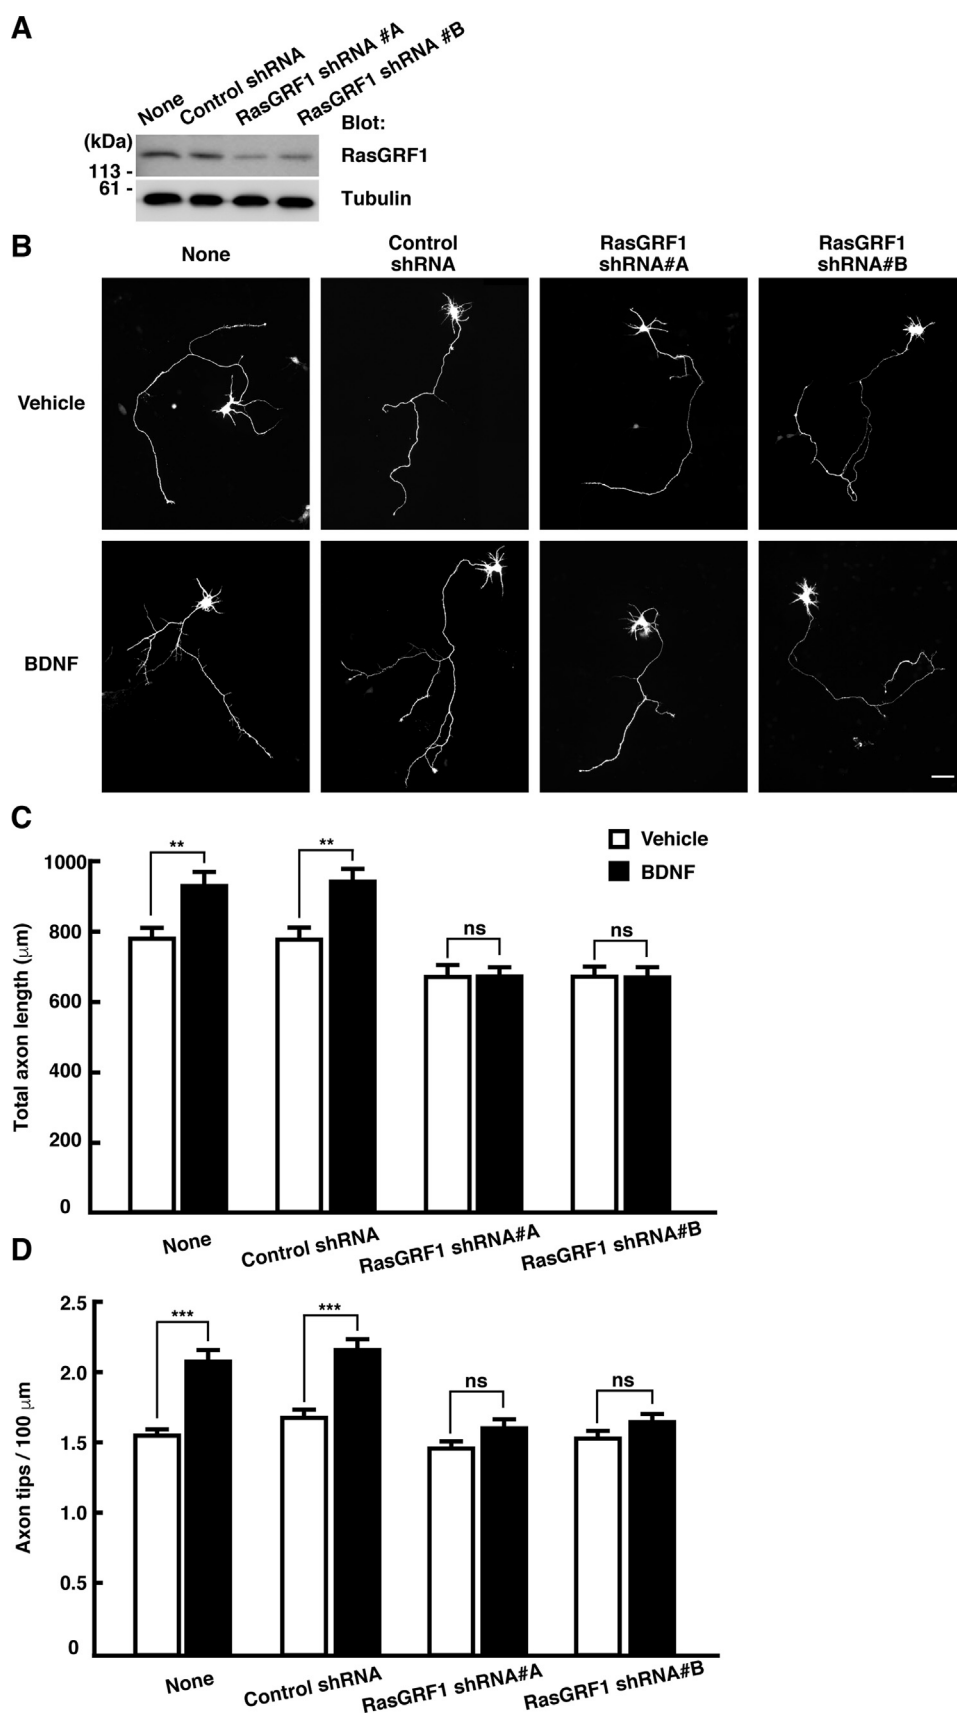 A
None
Control shRNA
RasGRF1 shRNA #A
RasGRF1 shRNA #B
Blot:
(kDa)
RasGRF1
113 -
61 -
Tubulin
B
None
Control
shRNA
RasGRF1
shRNA#A
RasGRF1
shRNA#B
Vehicle
BDNF
C
Vehicle
BDNF
**
**
ns
ns
1000
800
600
400
200
0
Total axon length (μm)
None
Control shRNA
RasGRF1 shRNA#A
RasGRF1 shRNA#B
D
***
***
ns
ns
2.5
2.0
1.5
1.0
0.5
0
Axon tips / 100 μm
None
Control shRNA
RasGRF1 shRNA#A
RasGRF1 shRNA#B